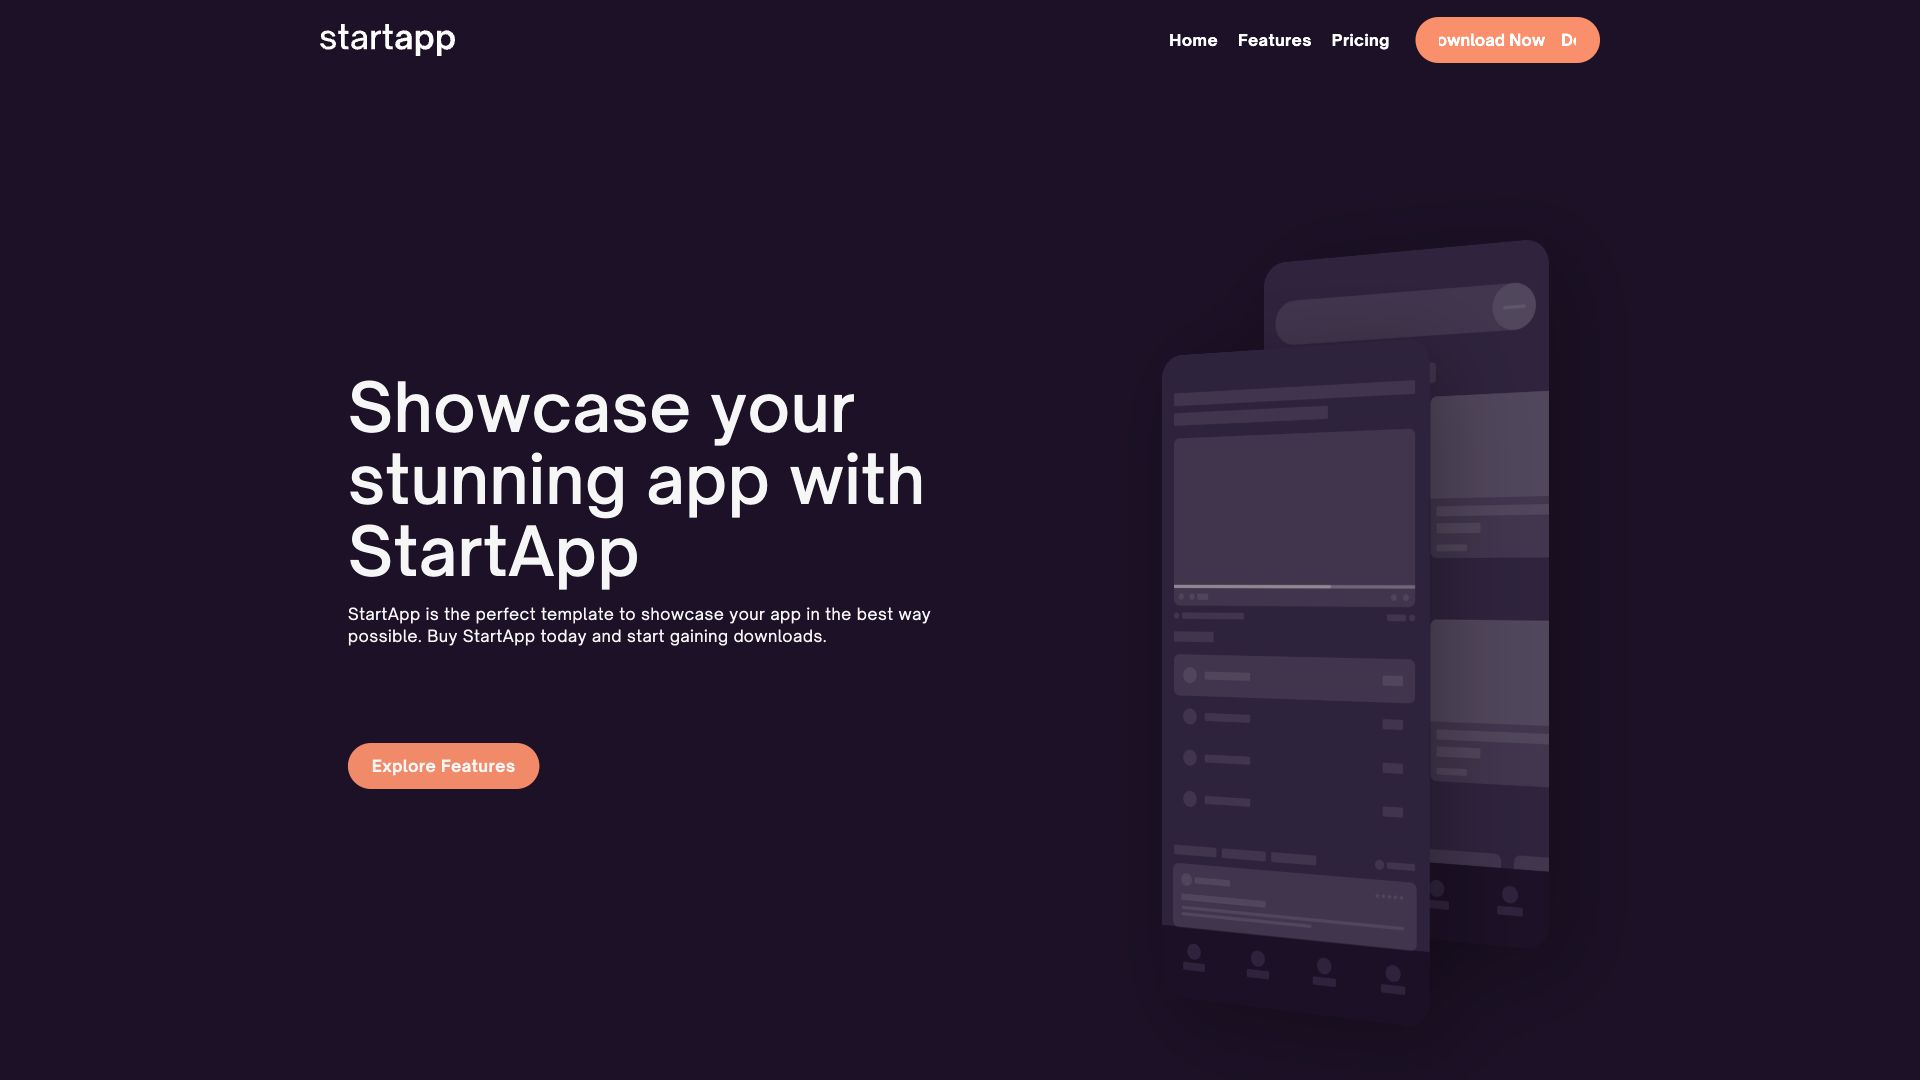 startapp
Home Features Pricing ownload Now
Showcase your
stunning app with
StartApp
StartApp is the perfect template to showcase your app in the best way
possible. Buy StartApp today and start gaining downloads.
Explore Features